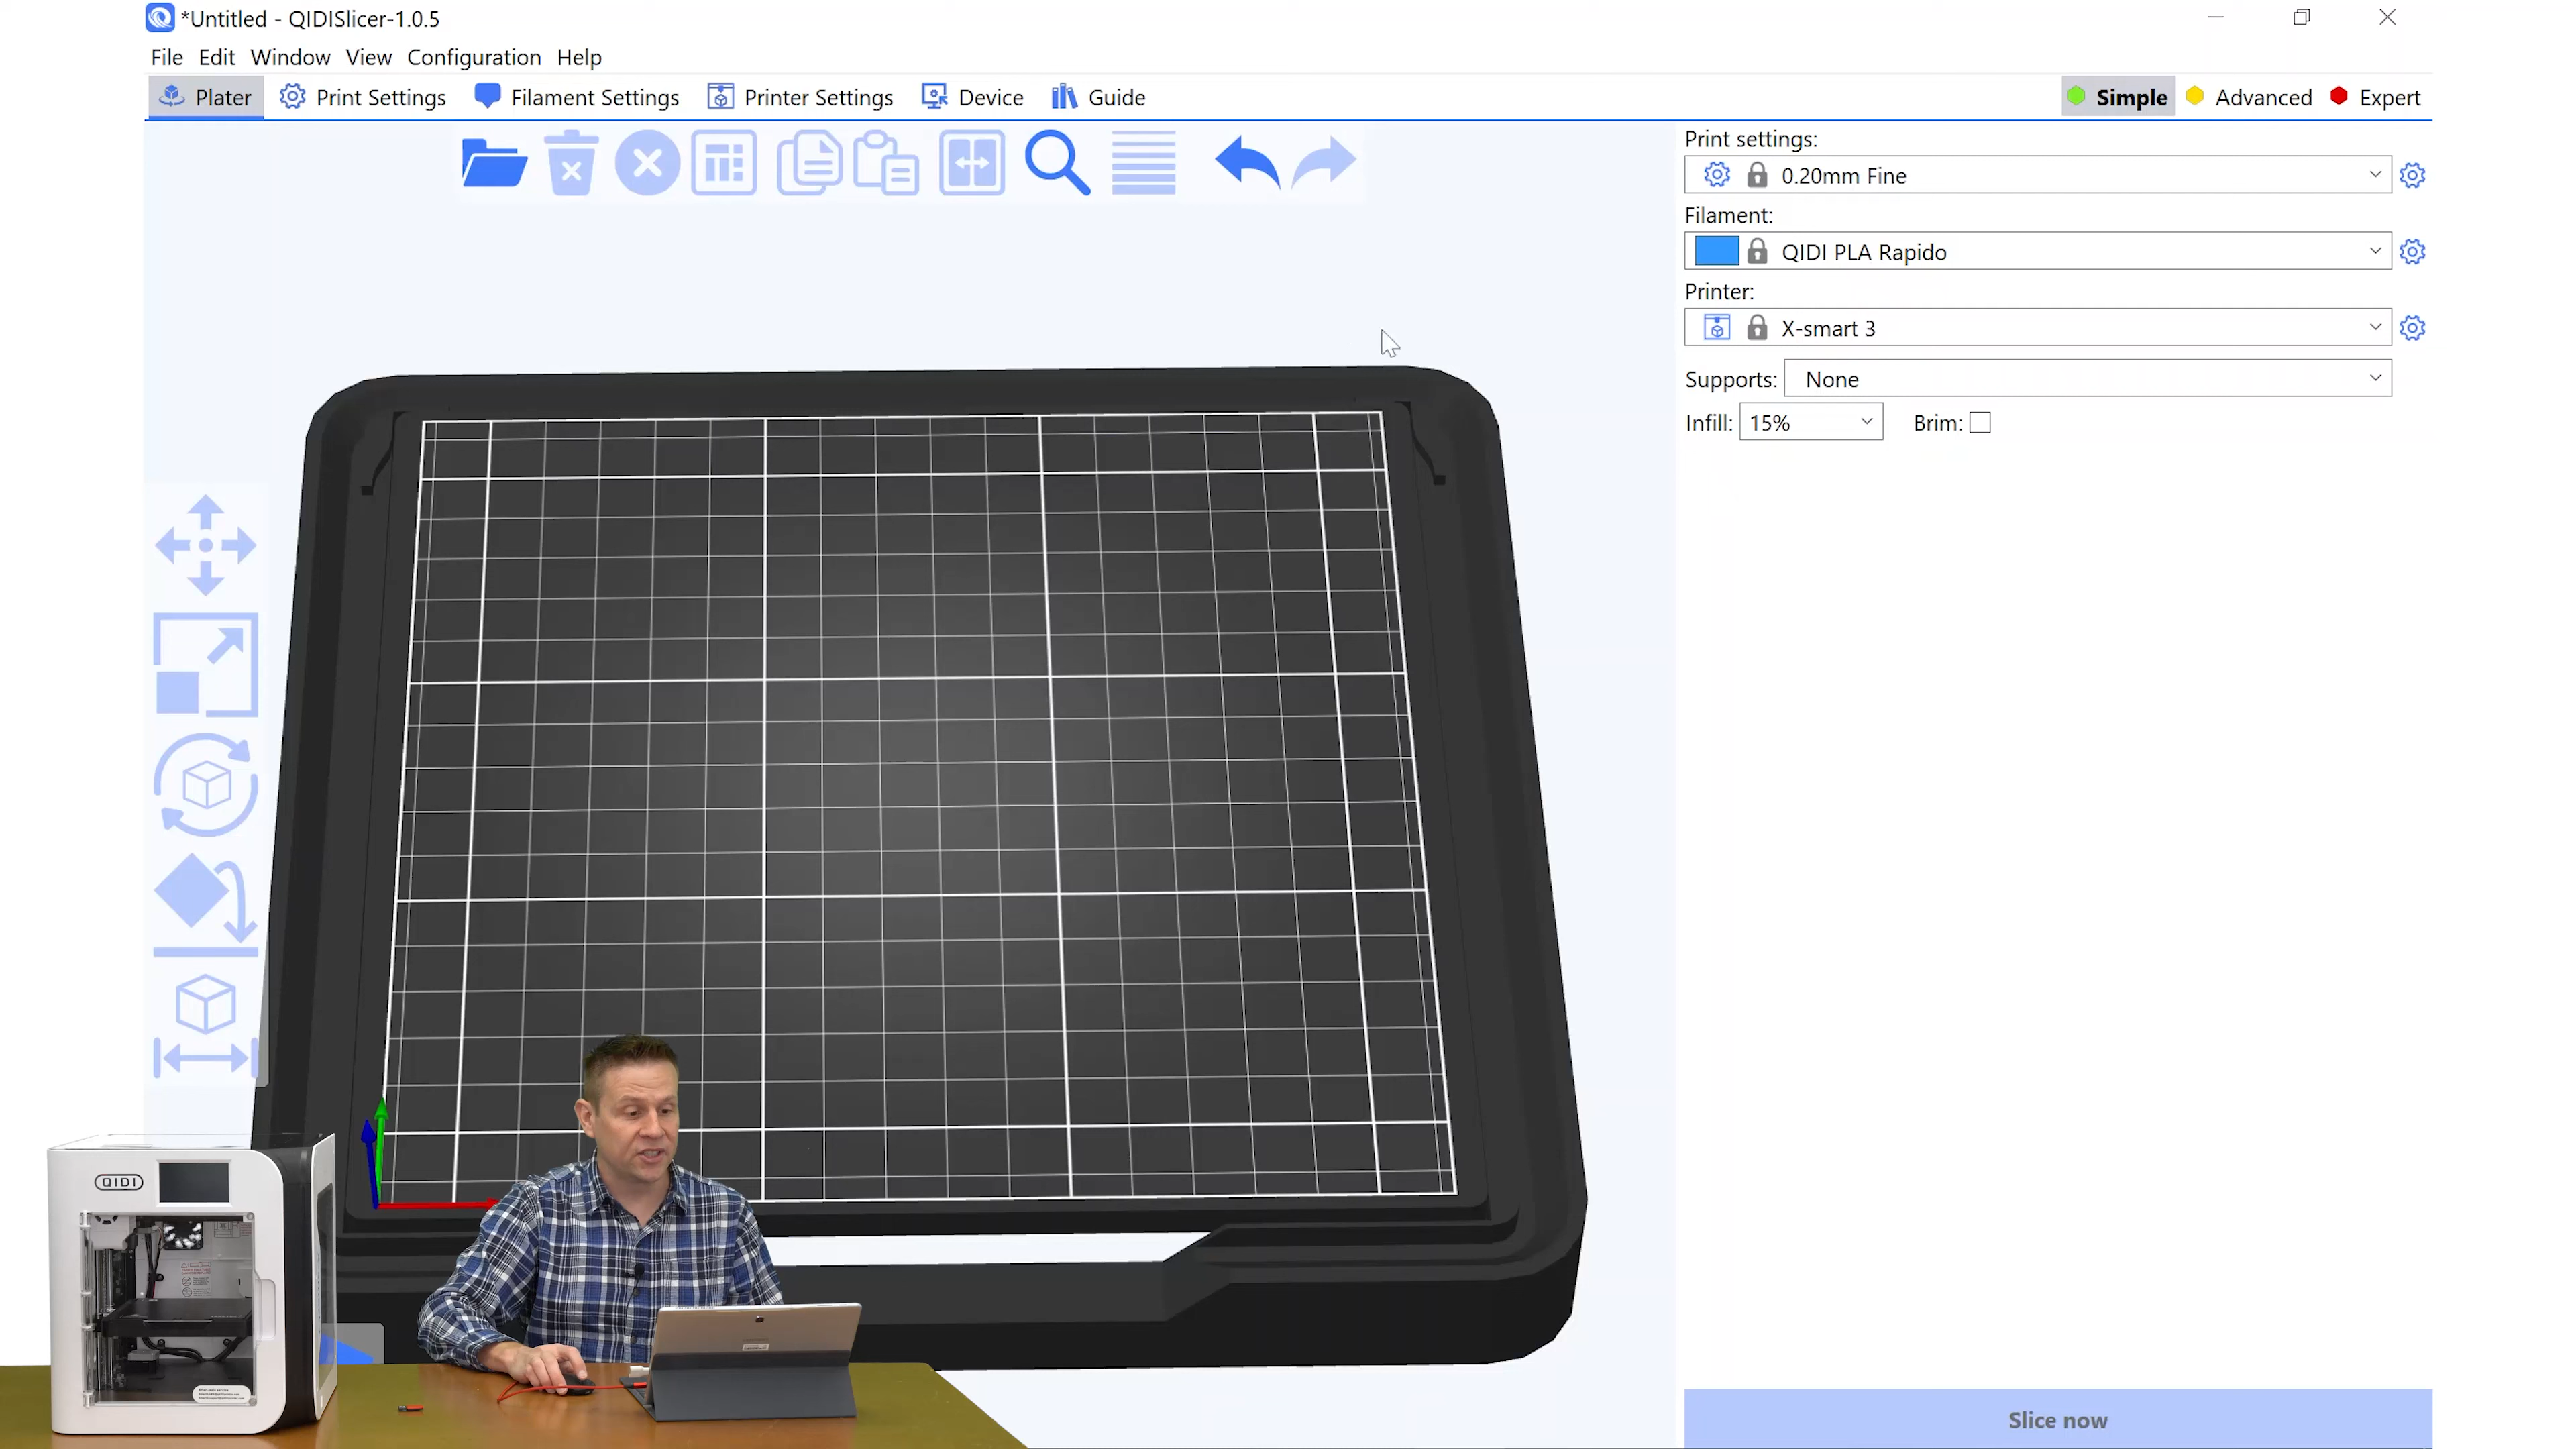 *Untitled - QIDISlicer-1.0.5
File Edit Window View Configuration Help
Plater Print Settings Filament Settings Printer Settings Device Guide Simple Advanced Expert
Print settings:
0.20mm Fine
Filament:
QIDI PLA Rapido
Printer:
X-smart 3
Supports: None
Infill: 15% Brim:
QIDI
Slice now